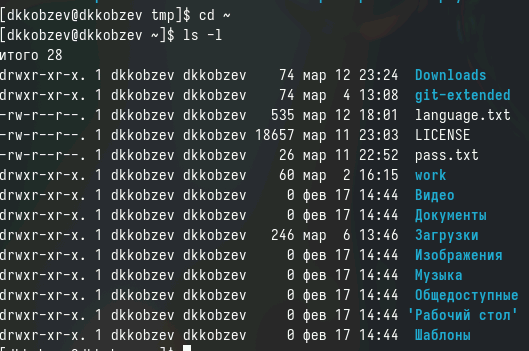 [dkkobzev@dkkobzev tmp]$ cd ~
[dkkobzev@dkkobzev ~]$ ls -l
итого 28
drwxr-xr-x. 1 dkkobzev dkkobzev    74 мар 12 23:24  Downloads
drwxr-xr-x. 1 dkkobzev dkkobzev    74 мар  4 13:08  git-extended
-rw-r--r--. 1 dkkobzev dkkobzev   535 мар 12 18:01  language.txt
-rw-r--r--. 1 dkkobzev dkkobzev 18657 мар 11 23:03  LICENSE
-rw-r--r--. 1 dkkobzev dkkobzev    26 мар 11 22:52  pass.txt
drwxr-xr-x. 1 dkkobzev dkkobzev    60 мар  2 16:15  work
drwxr-xr-x. 1 dkkobzev dkkobzev     0 фев 17 14:44  Видео
drwxr-xr-x. 1 dkkobzev dkkobzev     0 фев 17 14:44  Документы
drwxr-xr-x. 1 dkkobzev dkkobzev   246 мар  6 13:46  Загрузки
drwxr-xr-x. 1 dkkobzev dkkobzev     0 фев 17 14:44  Изображения
drwxr-xr-x. 1 dkkobzev dkkobzev     0 фев 17 14:44  Музыка
drwxr-xr-x. 1 dkkobzev dkkobzev     0 фев 17 14:44  Общедоступные
drwxr-xr-x. 1 dkkobzev dkkobzev     0 фев 17 14:44 'Рабочий стол'
drwxr-xr-x. 1 dkkobzev dkkobzev     0 фев 17 14:44  Шаблоны